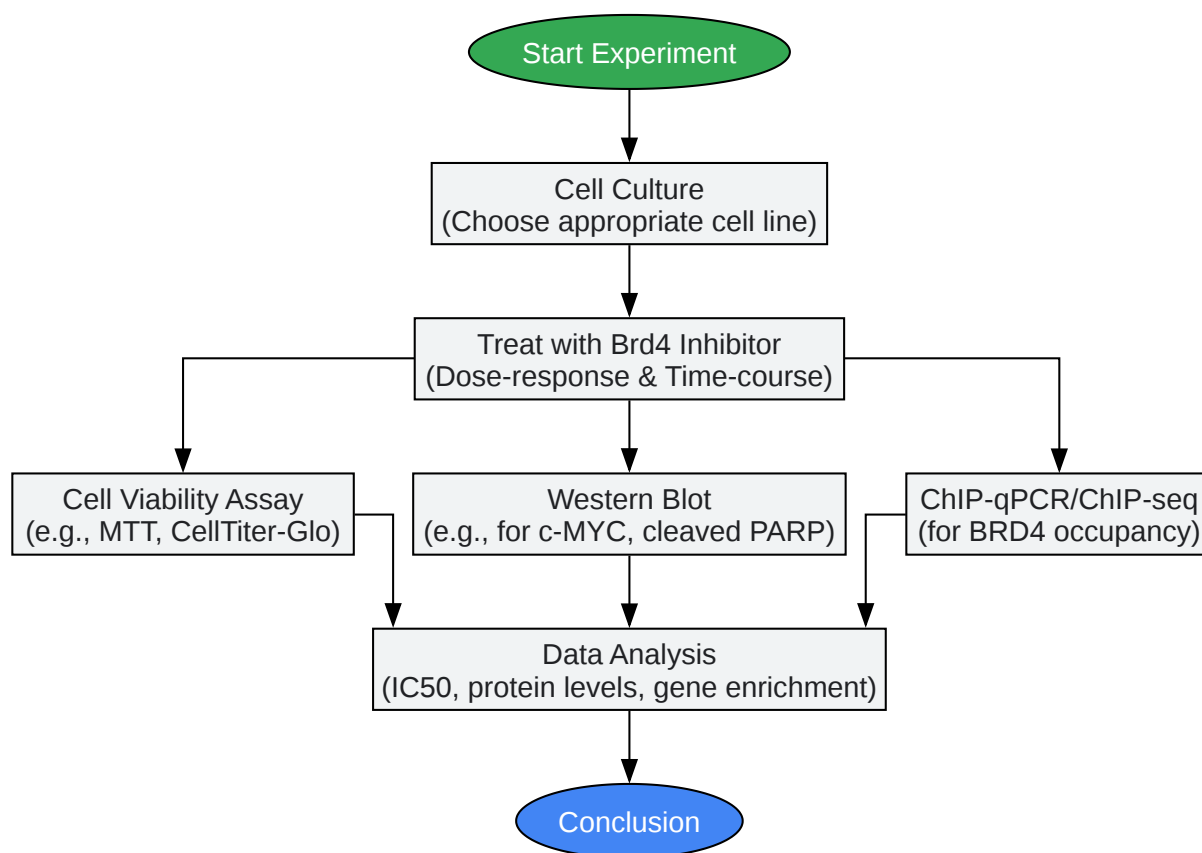 Start Experiment
Cell Culture
(Choose appropriate cell line)
Treat with Brd4 Inhibitor
(Dose-response & Time-course)
Cell Viability Assay
(e.g., MTT, CellTiter-Glo)
Western Blot
(e.g., for c-MYC, cleaved PARP)
ChIP-qPCR/ChIP-seq
(for BRD4 occupancy)
Data Analysis
(IC50, protein levels, gene enrichment)
Conclusion